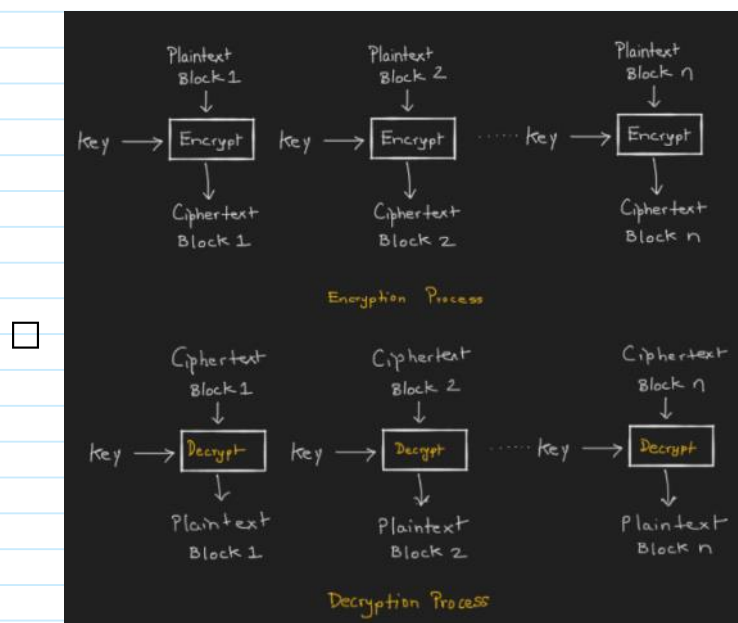 Plaintext Block 1
Plaintext Block 2
Plaintext Block n
Key Encrypt Key Encrypt ...... Key Encrypt
Ciphertext Block 1
Ciphertext Block 2
Ciphertext Block n
Encryption Process
Ciphertext Block 1
Ciphertext Block 2
Ciphertext Block n
Key Decrypt Key Decrypt ...... Key Decrypt
Plaintext Block 1
Plaintext Block 2
Plaintext Block n
Decryption Process